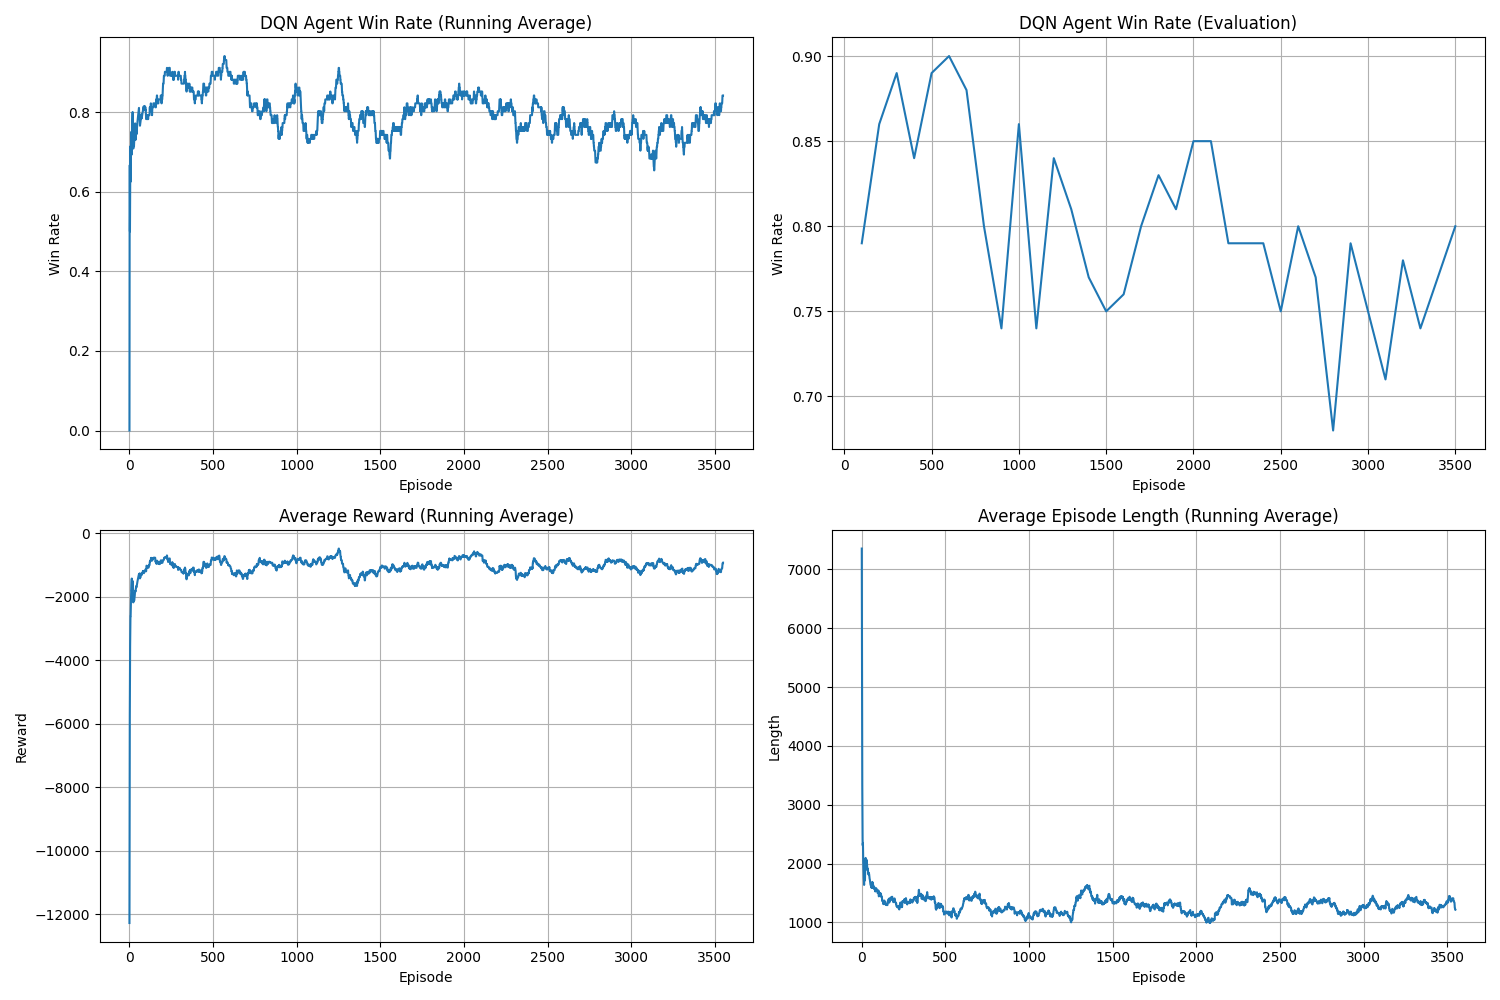 DQN Agent Win Rate (Running Average)
Win Rate
0.8
0.6
0.4
0.2
0.0
0 500 1000 1500 2000 2500 3000 3500
Episode
DQN Agent Win Rate (Evaluation)
Win Rate
0.90
0.85
0.80
0.75
0.70
0 500 1000 1500 2000 2500 3000 3500
Episode
Average Reward (Running Average)
Reward
0
−2000
−4000
−6000
−8000
−10000
−12000
0 500 1000 1500 2000 2500 3000 3500
Episode
Average Episode Length (Running Average)
Length
7000
6000
5000
4000
3000
2000
1000
0 500 1000 1500 2000 2500 3000 3500
Episode